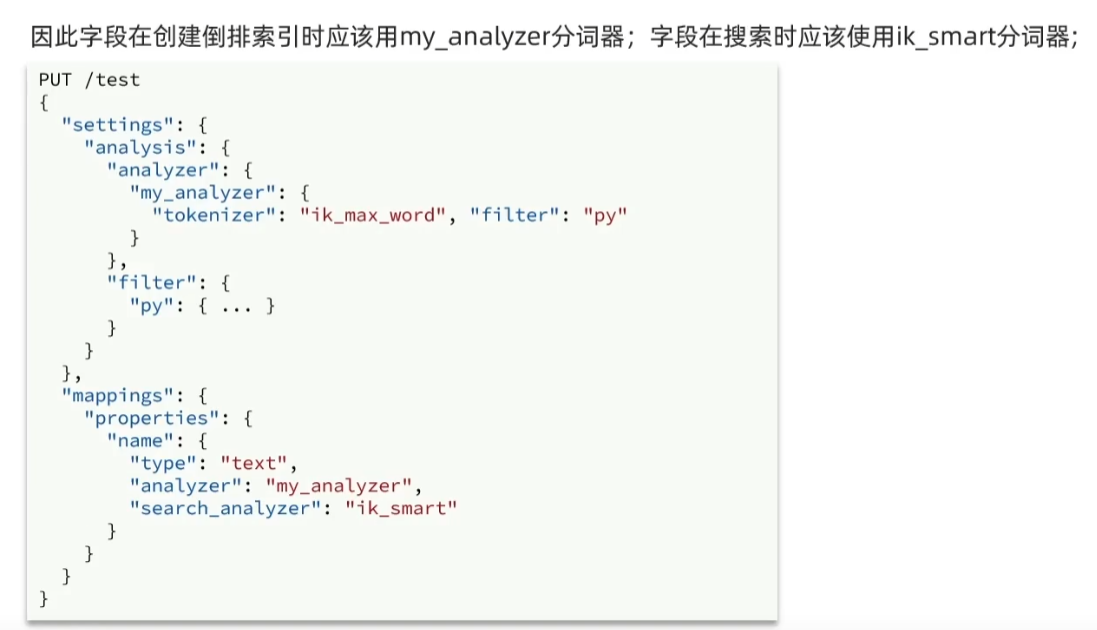 因此字段在创建倒排索引时应该用my_analyzer分词器；字段在搜索时应该使用ik_smart分词器;
PUT /test
{
  "settings": {
    "analysis": {
      "analyzer": {
        "my_analyzer": {
          "tokenizer": "ik_max_word", "filter": "py"
        }
      },
      "filter": {
        "py": { ... }
      }
    }
  },
  "mappings": {
    "properties": {
      "name": {
        "type": "text",
        "analyzer": "my_analyzer",
        "search_analyzer": "ik_smart"
      }
    }
  }
}